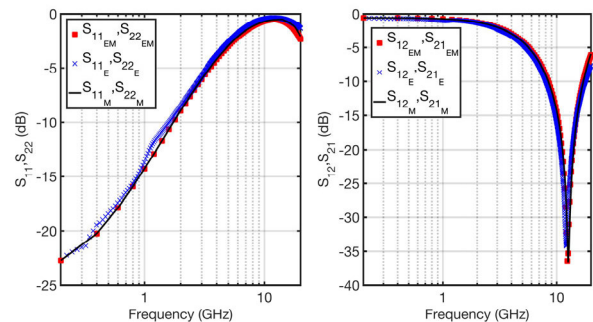 0
-5
-10
-15
-20
-25
S11EM,S22EM
S11E,S22E
S11M,S22M
S11,S22 (dB)
1
10
Frequency (GHz)
0
-5
-10
-15
-20
-25
-30
-35
-40
S12EM,S21EM
S12E,S21E
S12M,S21M
S12,S21 (dB)
1
10
Frequency (GHz)